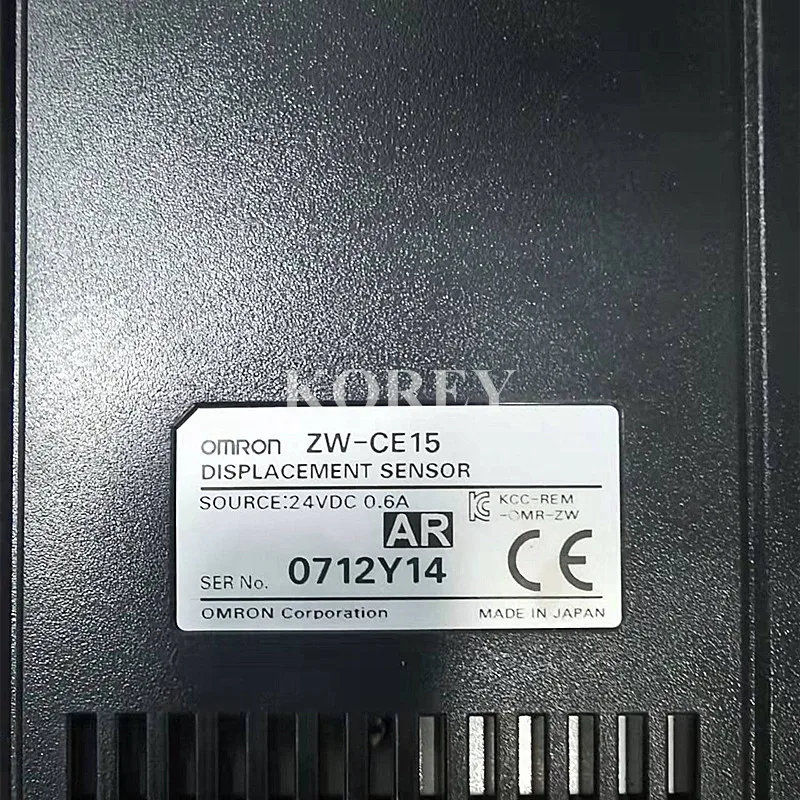 KOREY
OMRON ZW-CE15
DISPLACEMENT SENSOR
SOURCE:24VDC 0.6A
KCC-REM
-OMR-ZW
AR
CE
SER No. 0712Y14
OMRON Corporation MADE IN JAPAN